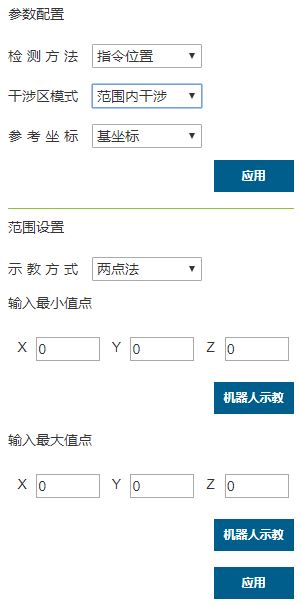 参数配置
检测方法 指令位置
干涉区模式 范围内干涉
参考坐标 基坐标
应用
范围设置
示教方式 两点法
输入最小值点
X 0 Y 0 Z 0
机器人示教
输入最大值点
X 0 Y 0 Z 0
机器人示教
应用